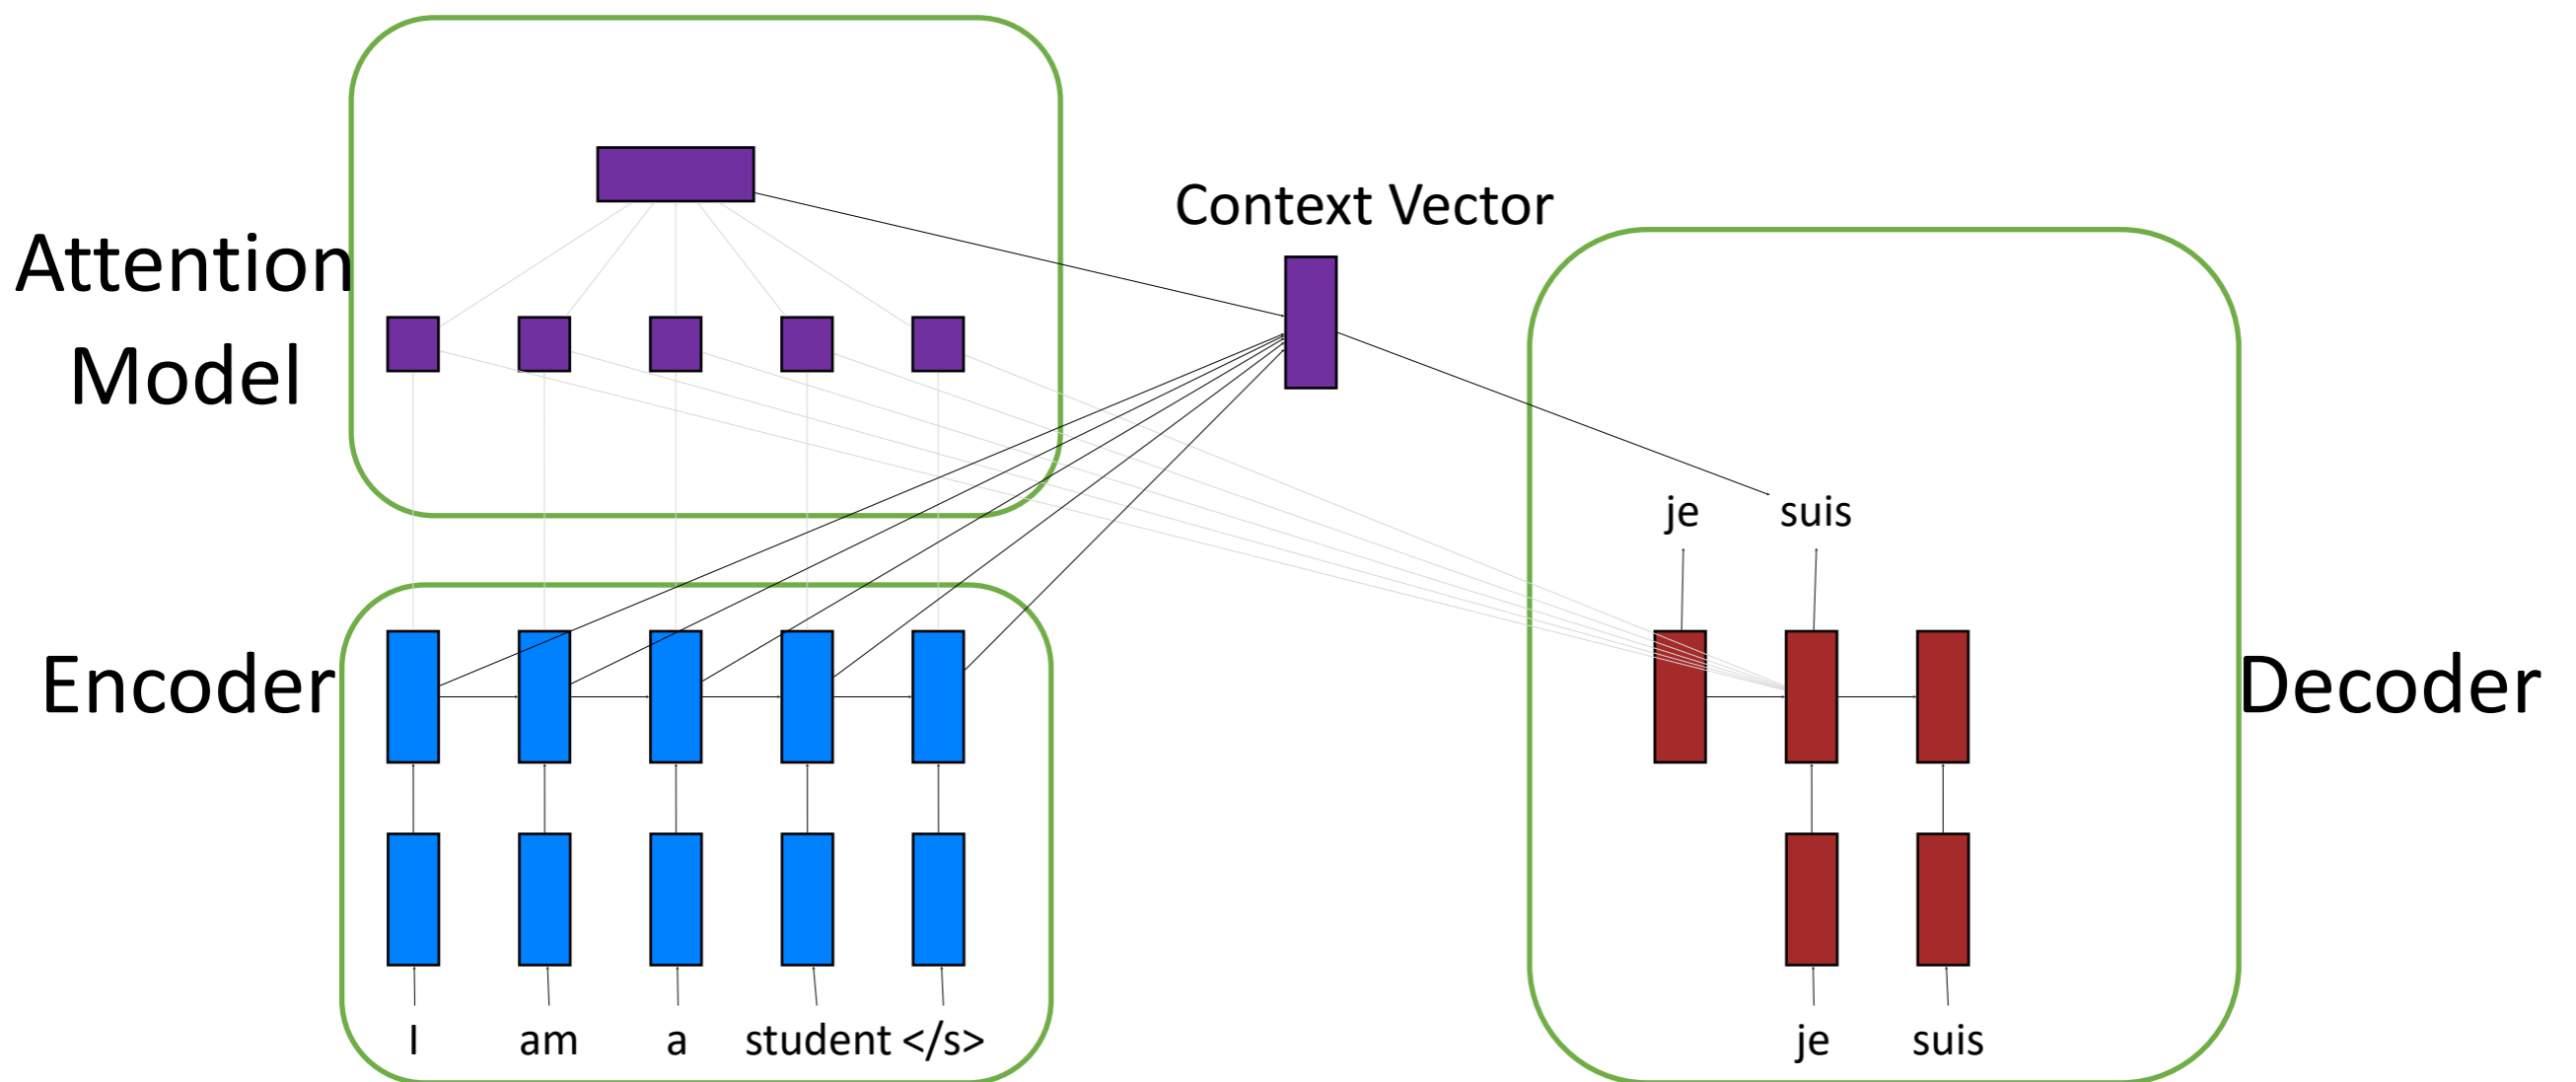 Context Vector
Attention
Model
je suis
Encoder
Decoder
I am a student </s>
je suis